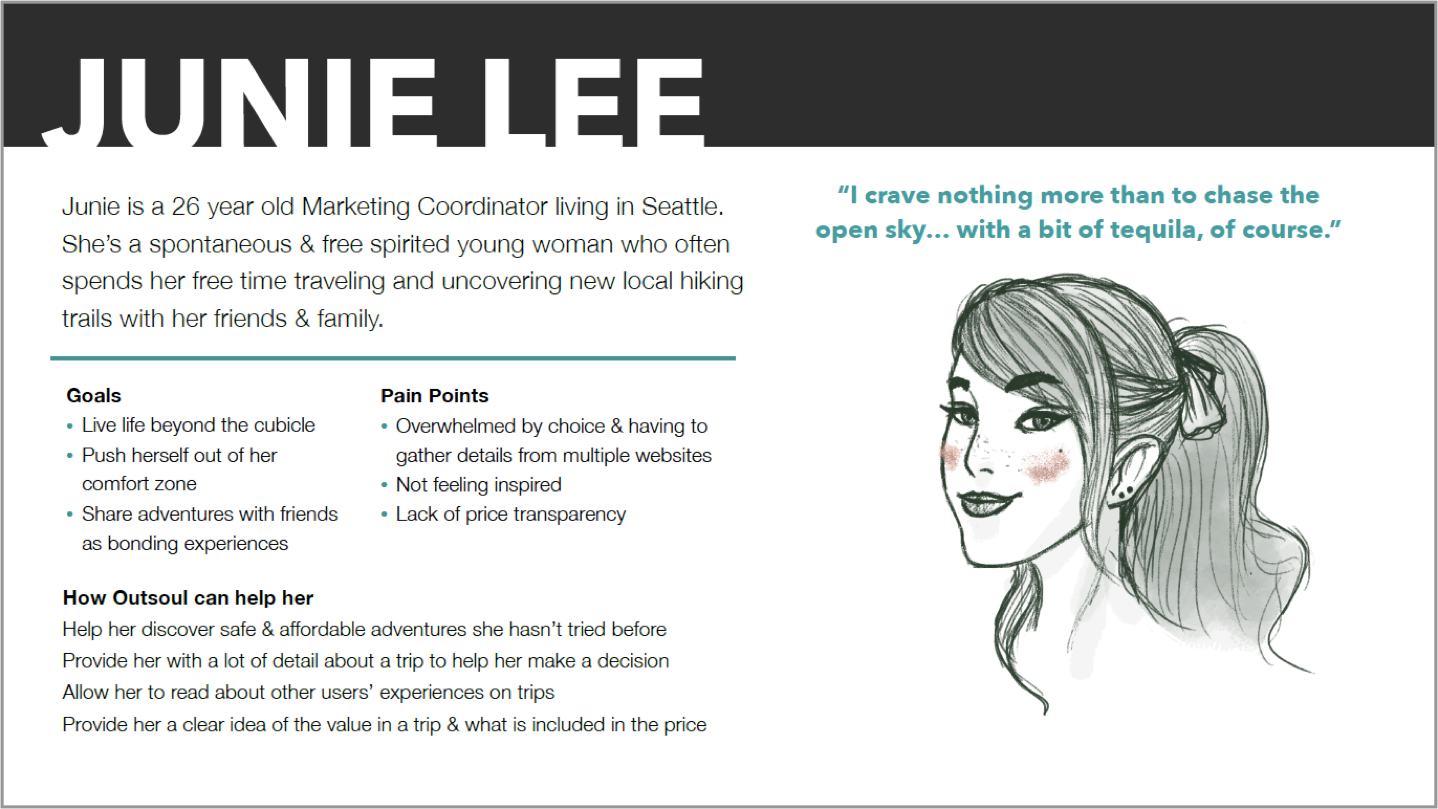 JUNIE LEE
Junie is a 26 year old Marketing Coordinator living in Seattle.
She’s a spontaneous & free spirited young woman who often
spends her free time traveling and uncovering new local hiking
trails with her friends & family.
“I crave nothing more than to chase the
open sky... with a bit of tequila, of course.”
Goals
• Live life beyond the cubicle
• Push herself out of her
comfort zone
• Share adventures with friends
as bonding experiences
Pain Points
• Overwhelmed by choice & having to
gather details from multiple websites
• Not feeling inspired
• Lack of price transparency
How Outsoul can help her
Help her discover safe & affordable adventures she hasn’t tried before
Provide her with a lot of detail about a trip to help her make a decision
Allow her to read about other users’ experiences on trips
Provide her a clear idea of the value in a trip & what is included in the price